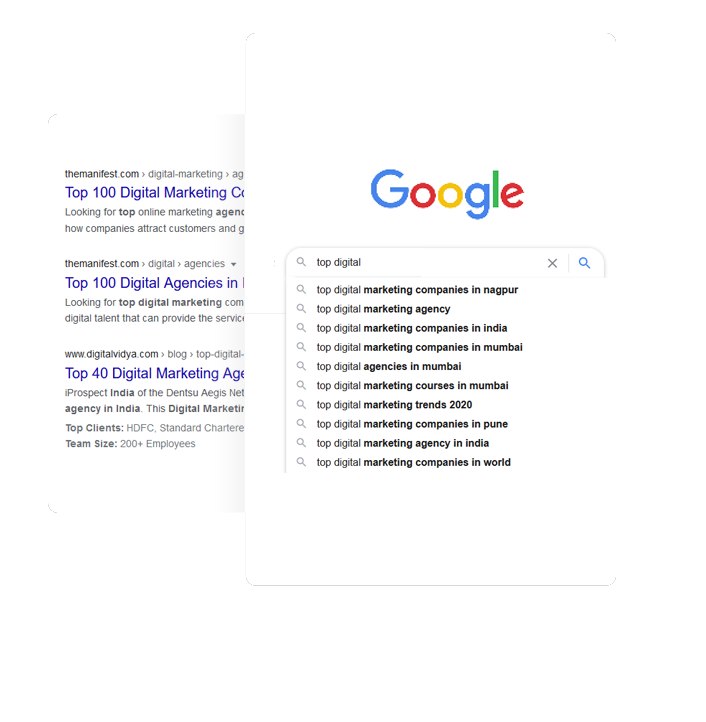 themanifest.com › digital-marketing › ag
Top 100 Digital Marketing Co
Looking for top online marketing agenc
how companies attract customers and g
themanifest.com › digital › agencies
Top 100 Digital Agencies in
Looking for top digital marketing com
digital talent that can provide the service
www.digitalvidya.com › blog › top-digital-
Top 40 Digital Marketing Age
iProspect India of the Dentsu Aegis Net
agency in India. This Digital Marketin
Top Clients: HDFC, Standard Chartere
Team Size: 200+ Employees
Google
top digital
top digital marketing companies in nagpur
top digital marketing agency
top digital marketing companies in india
top digital marketing companies in mumbai
top digital agencies in mumbai
top digital marketing courses in mumbai
top digital marketing trends 2020
top digital marketing companies in pune
top digital marketing agency in india
top digital marketing companies in world